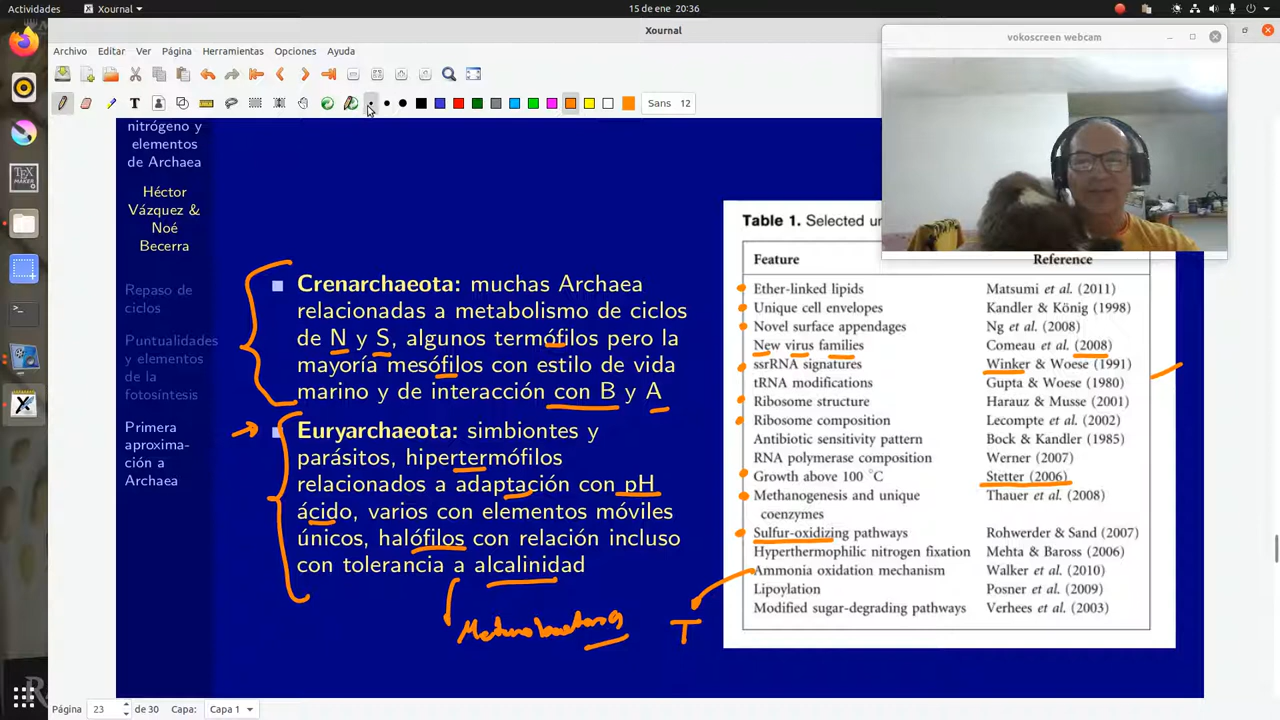 Actividades
Xournal
15 de ene 20:36
Xournal
Archivo Editar Ver Página Herramientas Opciones Ayuda
vokoscreen webcam
Sans 12
nitrógeno y
elementos
de Archaea
Héctor
Vázquez &
Noé
Becerra
Repaso de
ciclos
Puntualidades
y elementos
de la
fotosíntesis
Primera
aproxima-
ción a
Archaea
Crenarchaeota: muchas Archaea
relacionadas a metabolismo de ciclos
de N y S, algunos termófilos pero la
mayoría mesófilos con estilo de vida
marino y de interacción con B y A
Euryarchaeota: simbiontes y
parásitos, hipertermófilos
relacionados a adaptación con pH
ácido, varios con elementos móviles
únicos, halófilos con relación incluso
con tolerancia a alcalinidad
T
Table 1. Selected un
Feature Reference
Ether-linked lipids Matsumi et al. (2011)
Unique cell envelopes Kandler & König (1998)
Novel surface appendages Ng et al. (2008)
New virus families Comeau et al. (2008)
ssrRNA signatures Winker & Woese (1991)
tRNA modifications Gupta & Woese (1980)
Ribosome structure Harauz & Musse (2001)
Ribosome composition Lecompte et al. (2002)
Antibiotic sensitivity pattern Bock & Kandler (1985)
RNA polymerase composition Werner (2007)
Growth above 100 °C Stetter (2006)
Methanogenesis and unique Thauer et al. (2008)
coenzymes
Sulfur-oxidizing pathways Rohwerder & Sand (2007)
Hyperthermophilic nitrogen fixation Mehta & Baross (2006)
Ammonia oxidation mechanism Walker et al. (2010)
Lipoylation Posner et al. (2009)
Modified sugar-degrading pathways Verhees et al. (2003)
Página 23 de 30 Capa: Capa 1